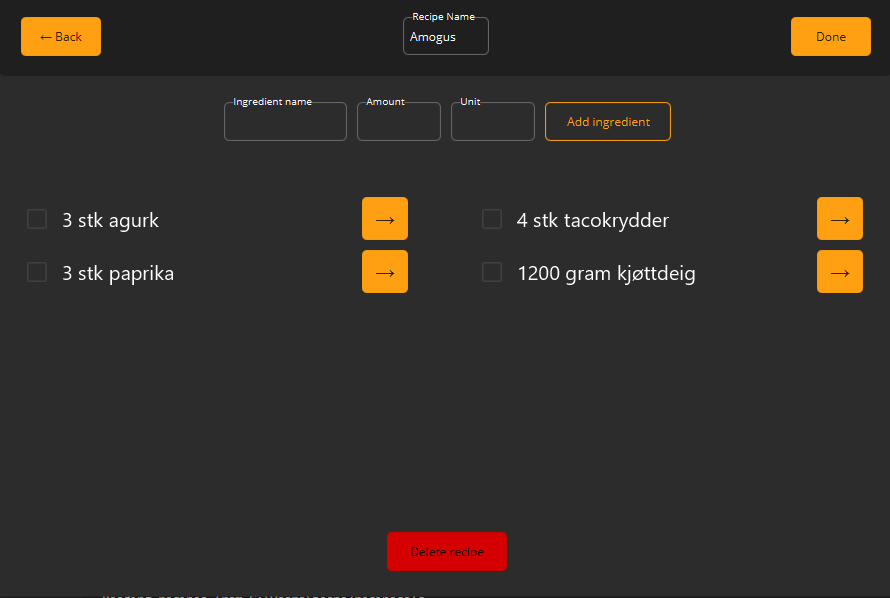 ← Back
Recipe Name
Amogus
Done
Ingredient name
Amount
Unit
Add ingredient
3 stk agurk
→
4 stk tacokrydder
→
3 stk paprika
→
1200 gram kjøttdeig
→
Delete recipe